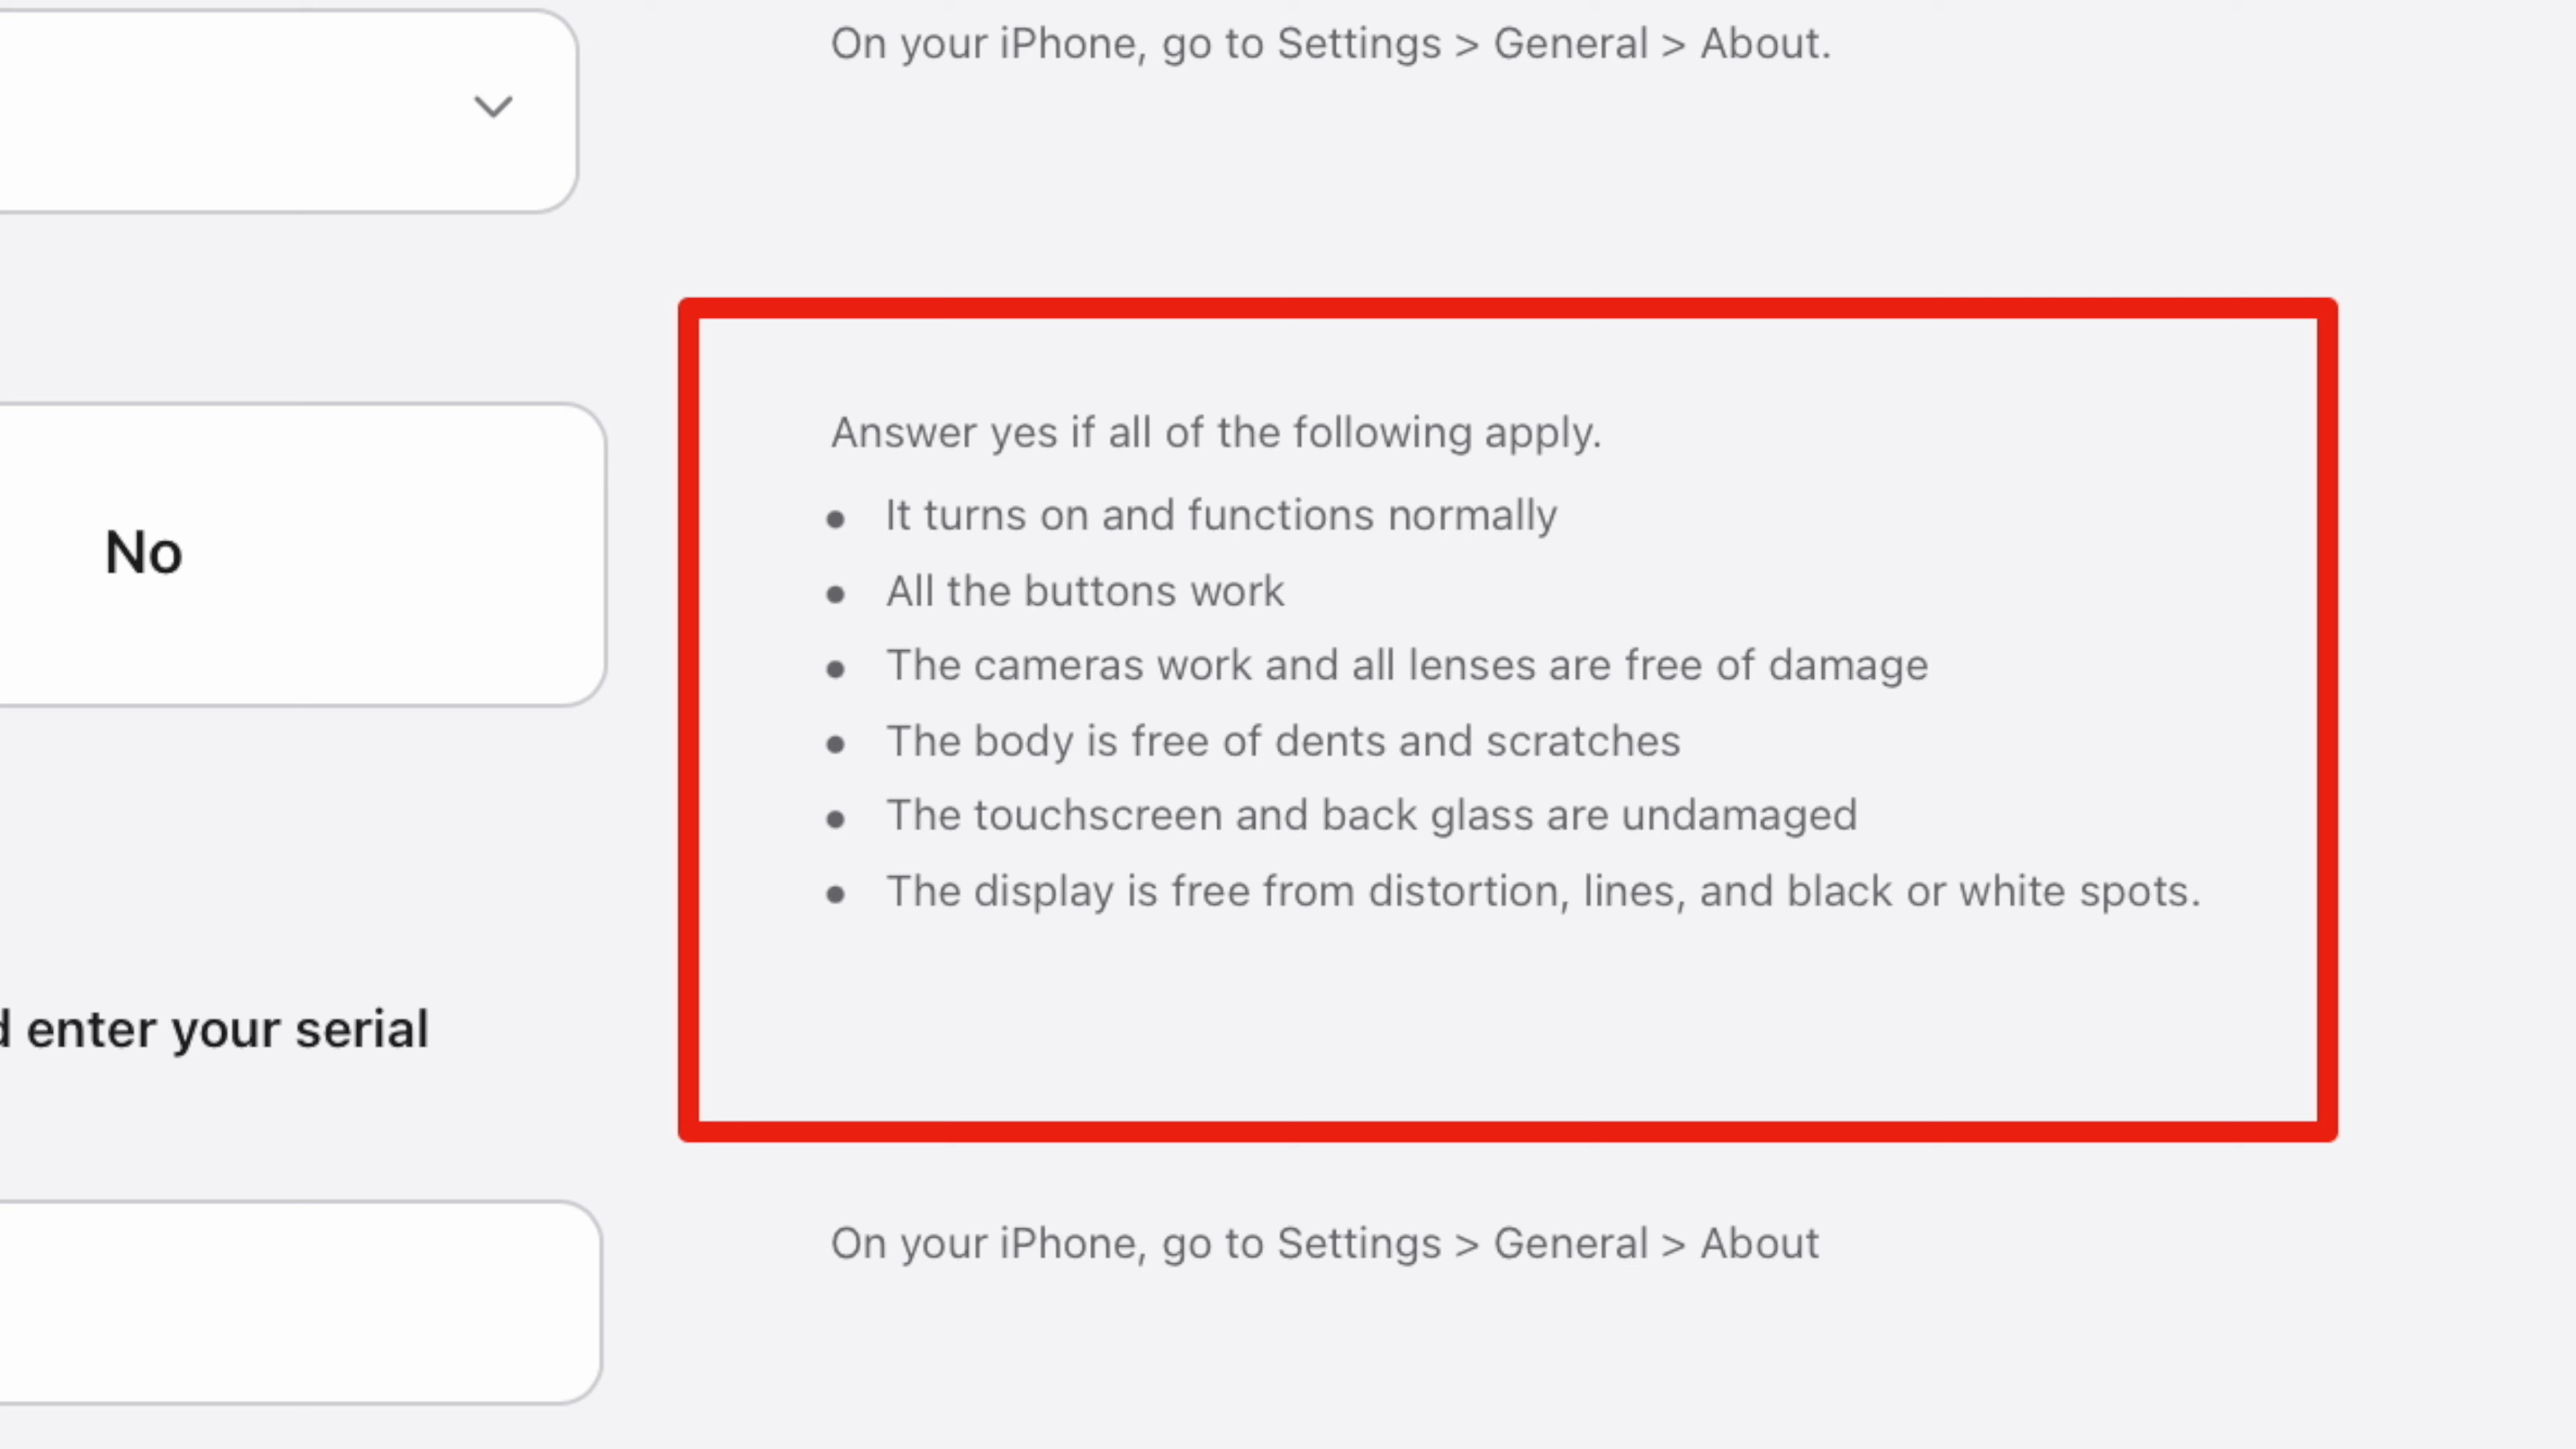 On your iPhone, go to Settings > General > About.
Answer yes if all of the following apply.
• It turns on and functions normally
• All the buttons work
No
• The cameras work and all lenses are free of damage
• The body is free of dents and scratches
• The touchscreen and back glass are undamaged
• The display is free from distortion, lines, and black or white spots.
enter your serial
On your iPhone, go to Settings > General > About